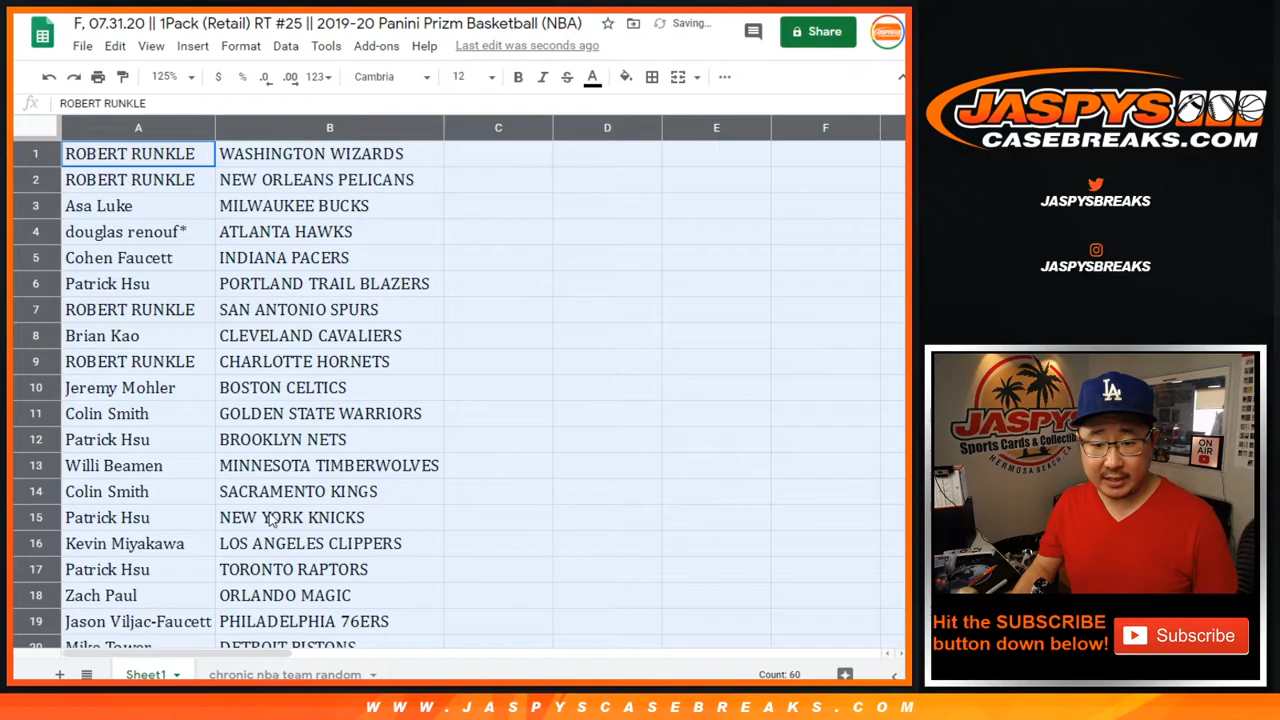 F, 07.31.20 || 1Pack (Retail) RT #25 || 2019-20 Panini Prizm Basketball (NBA) Saving... Share
File Edit View Insert Format Data Tools Add-ons Help Last edit was seconds ago
125% $ % .0 .00 123 Cambria 12 B I S A
fx ROBERT RUNKLE
A B C D E F
1 ROBERT RUNKLE WASHINGTON WIZARDS
2 ROBERT RUNKLE NEW ORLEANS PELICANS
3 Asa Luke MILWAUKEE BUCKS
4 douglas renouf* ATLANTA HAWKS
5 Cohen Faucett INDIANA PACERS
6 Patrick Hsu PORTLAND TRAIL BLAZERS
7 ROBERT RUNKLE SAN ANTONIO SPURS
8 Brian Kao CLEVELAND CAVALIERS
9 ROBERT RUNKLE CHARLOTTE HORNETS
10 Jeremy Mohler BOSTON CELTICS
11 Colin Smith GOLDEN STATE WARRIORS
12 Patrick Hsu BROOKLYN NETS
13 Willi Beamen MINNESOTA TIMBERWOLVES
14 Colin Smith SACRAMENTO KINGS
15 Patrick Hsu NEW YORK KNICKS
16 Kevin Miyakawa LOS ANGELES CLIPPERS
17 Patrick Hsu TORONTO RAPTORS
18 Zach Paul ORLANDO MAGIC
19 Jason Viljac-Faucett PHILADELPHIA 76ERS
20 Mike Tower DETROIT PISTONS
Sheet1 chronic nba team random Count: 60
JASPYS
CASEBREAKS.COM
JASPYSBREAKS
JASPYSBREAKS
JASPYS
Sports Cards & Collectib
HERMOSA BEACH, CA
LA
ON
AIR
Hit the SUBSCRIBE
button down below!
Subscribe
WWW.JASPYSCASEBREAKS.COM